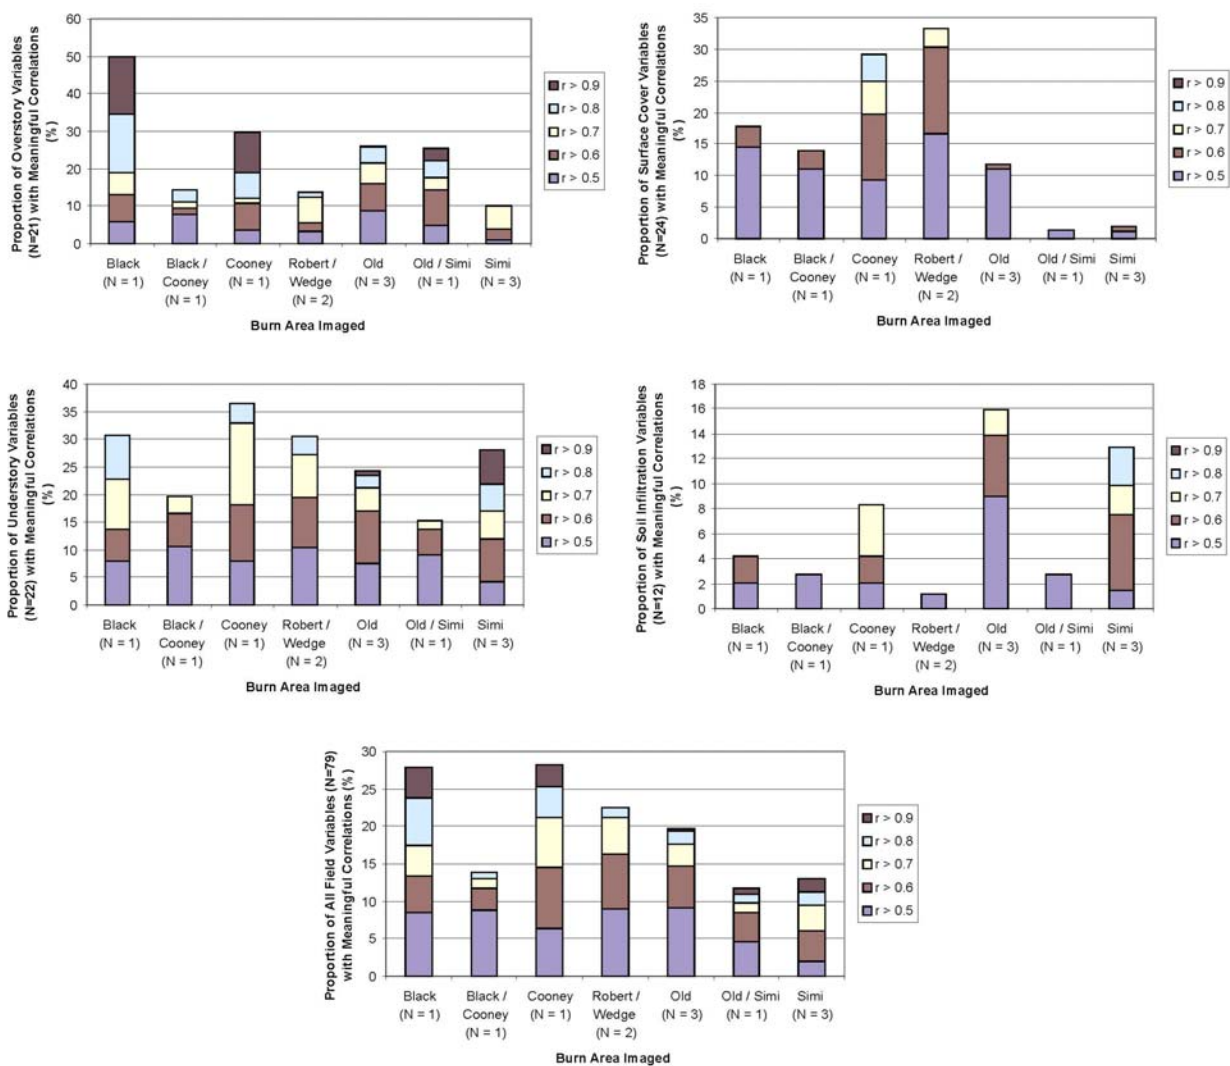 Proportion of Overstory Variables
(N=21) with Meaningful Correlations
(%)
60
50
40
30
20
10
0
Black
(N = 1)
Black /
Cooney
(N = 1)
Cooney
(N = 1)
Robert /
Wedge
(N = 2)
Old
(N = 3)
Old / Simi
(N = 1)
Simi
(N = 3)
Burn Area Imaged
r > 0.9
r > 0.8
r > 0.7
r > 0.6
r > 0.5
Proportion of Surface Cover Variables
(N=24) with Meaningful Correlations
(%)
35
30
25
20
15
10
5
0
Black
(N = 1)
Black /
Cooney
(N = 1)
Cooney
(N = 1)
Robert /
Wedge
(N = 2)
Old
(N = 3)
Old / Simi
(N = 1)
Simi
(N = 3)
Burn Area Imaged
r > 0.9
r > 0.8
r > 0.7
r > 0.6
r > 0.5
Proportion of Understory Variables
(N=22) with Meaningful Correlations
(%)
40
35
30
25
20
15
10
5
0
Black
(N = 1)
Black /
Cooney
(N = 1)
Cooney
(N = 1)
Robert /
Wedge
(N = 2)
Old
(N = 3)
Old / Simi
(N = 1)
Simi
(N = 3)
Burn Area Imaged
r > 0.9
r > 0.8
r > 0.7
r > 0.6
r > 0.5
Proportion of Soil Infiltration Variables
(N=12) with Meaningful Correlations
(%)
18
16
14
12
10
8
6
4
2
0
Black
(N = 1)
Black /
Cooney
(N = 1)
Cooney
(N = 1)
Robert /
Wedge
(N = 2)
Old
(N = 3)
Old / Simi
(N = 1)
Simi
(N = 3)
Burn Area Imaged
r > 0.9
r > 0.8
r > 0.7
r > 0.6
r > 0.5
Proportion of All Field Variables (N=79)
with Meaningful Correlations (%)
30
25
20
15
10
5
0
Black
(N = 1)
Black /
Cooney
(N = 1)
Cooney
(N = 1)
Robert /
Wedge
(N = 2)
Old
(N = 3)
Old / Simi
(N = 1)
Simi
(N = 3)
Burn Area Imaged
r > 0.9
r > 0.8
r > 0.7
r > 0.6
r > 0.5